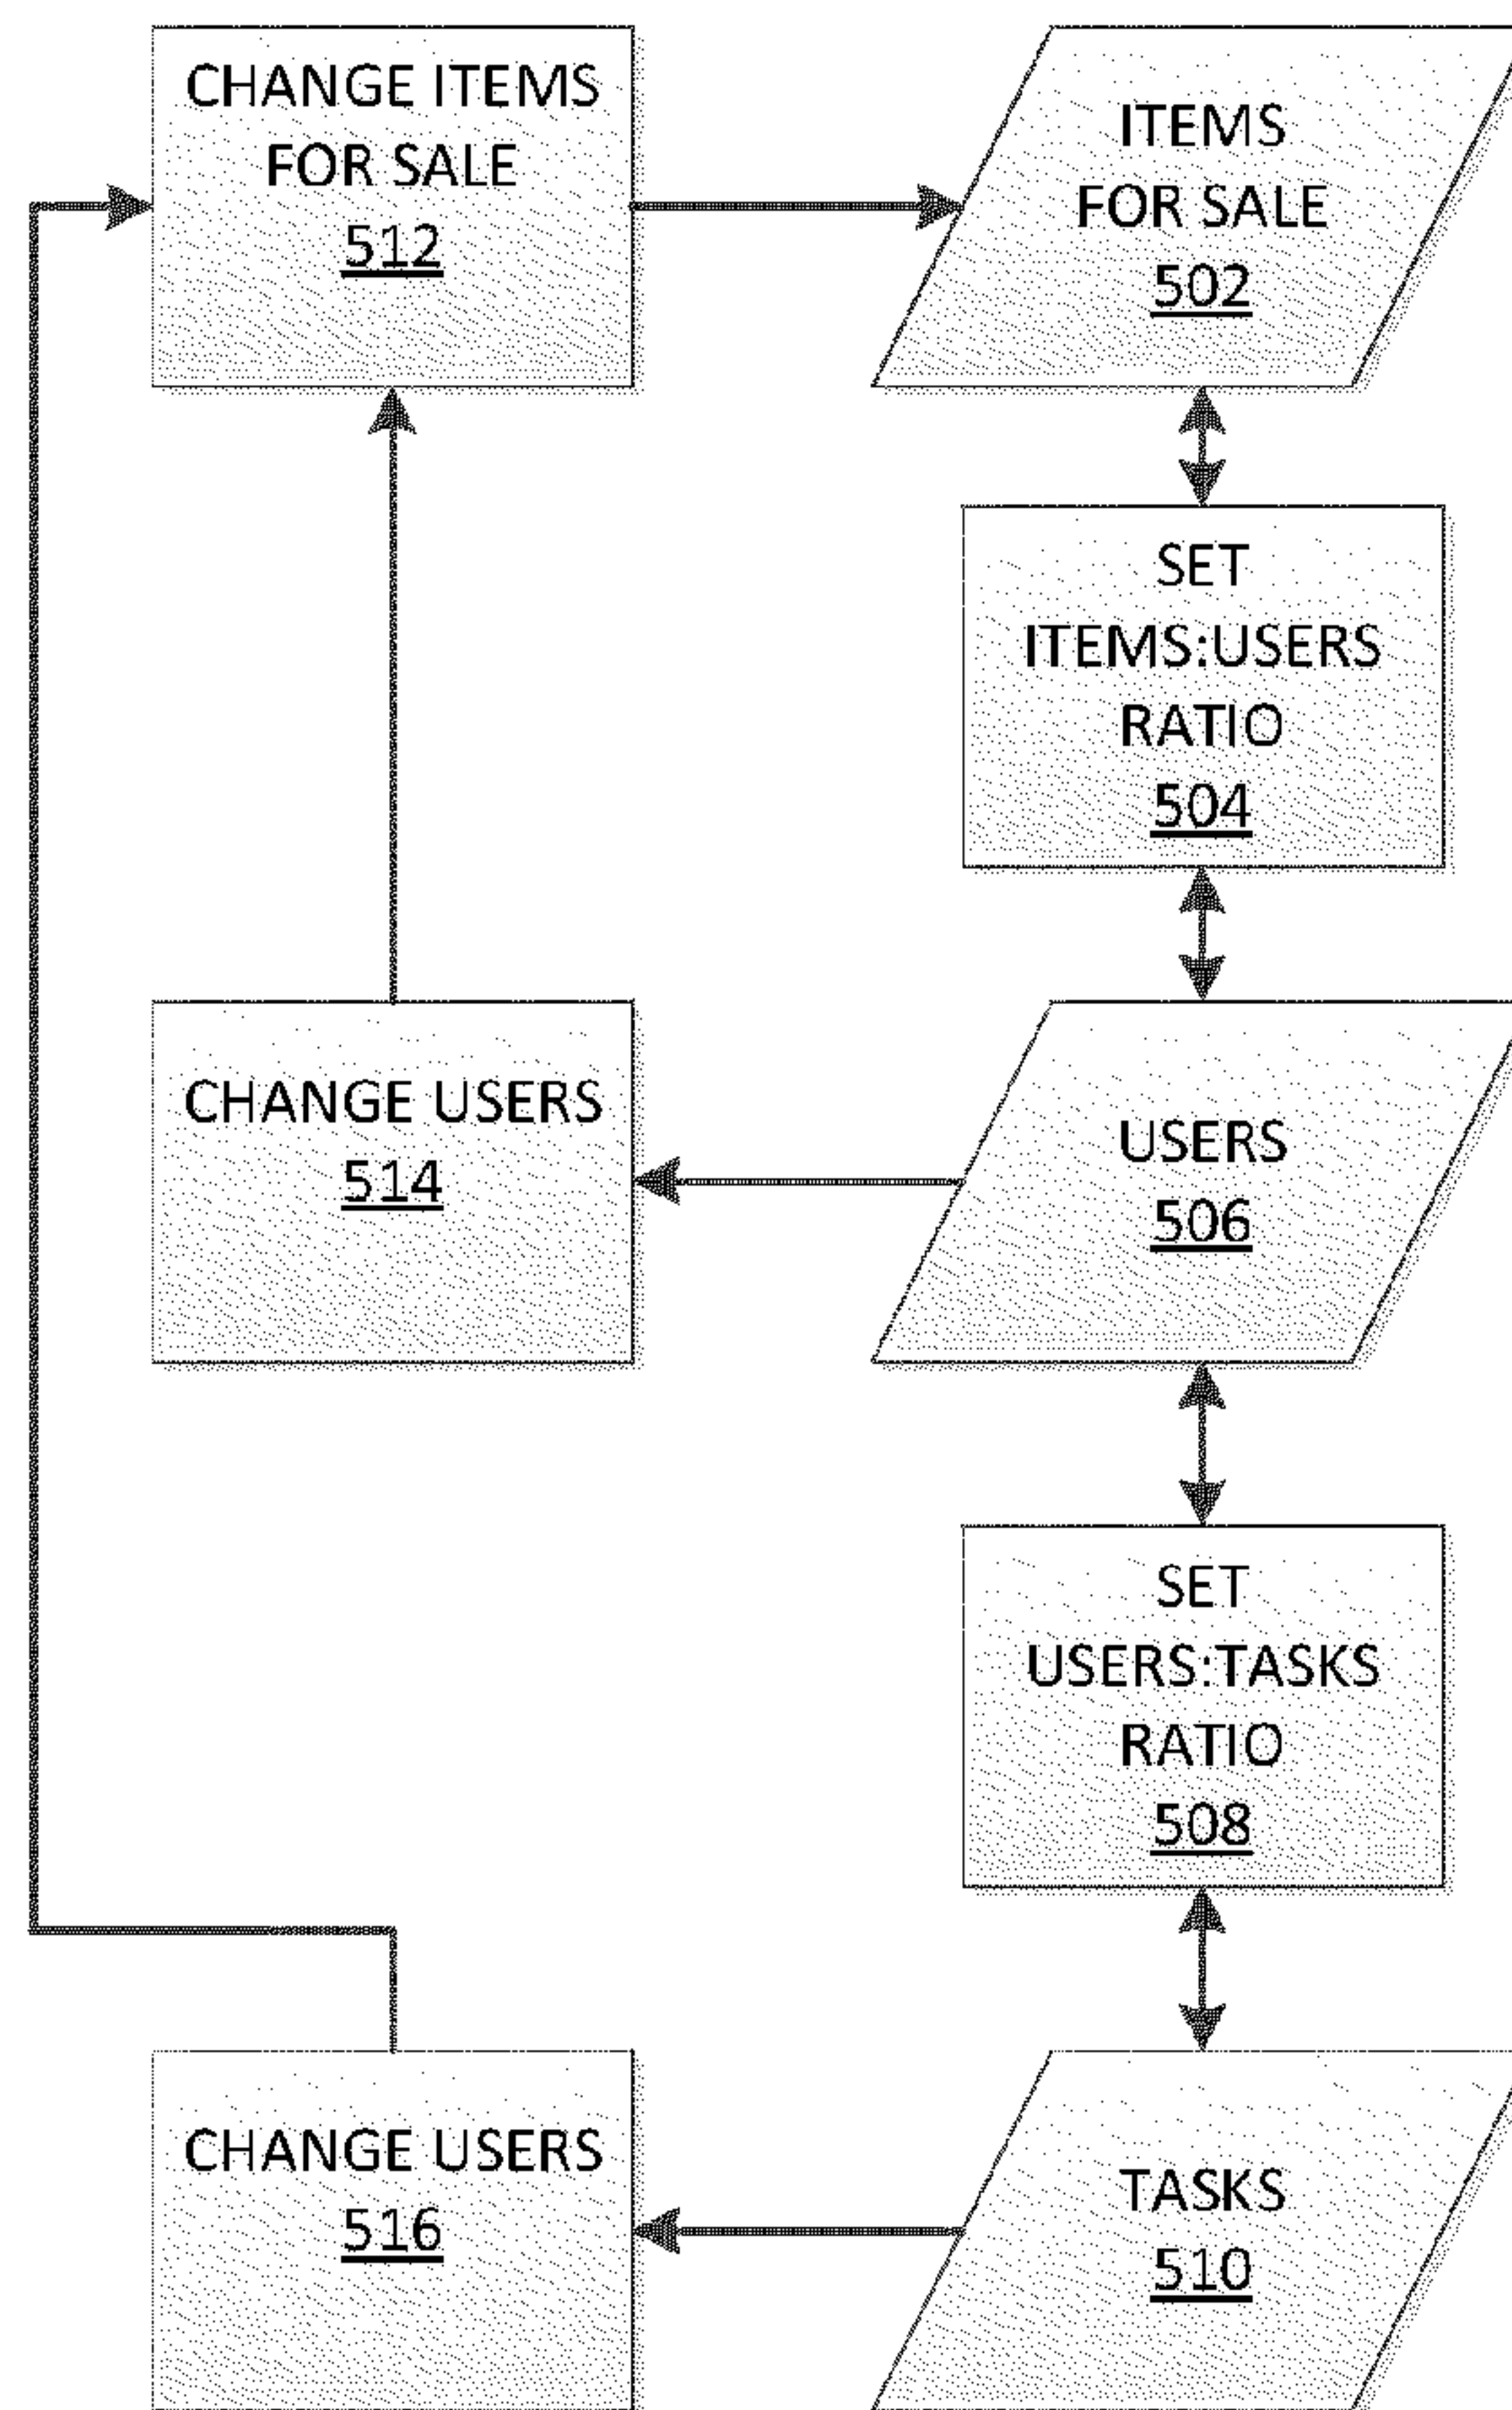 CHANGE ITEMS
FOR SALE
512
ITEMS
FOR SALE
502
SET
ITEMS:USERS
RATIO
504
CHANGE USERS
514
USERS
506
SET
USERS:TASKS
RATIO
508
CHANGE USERS
516
TASKS
510